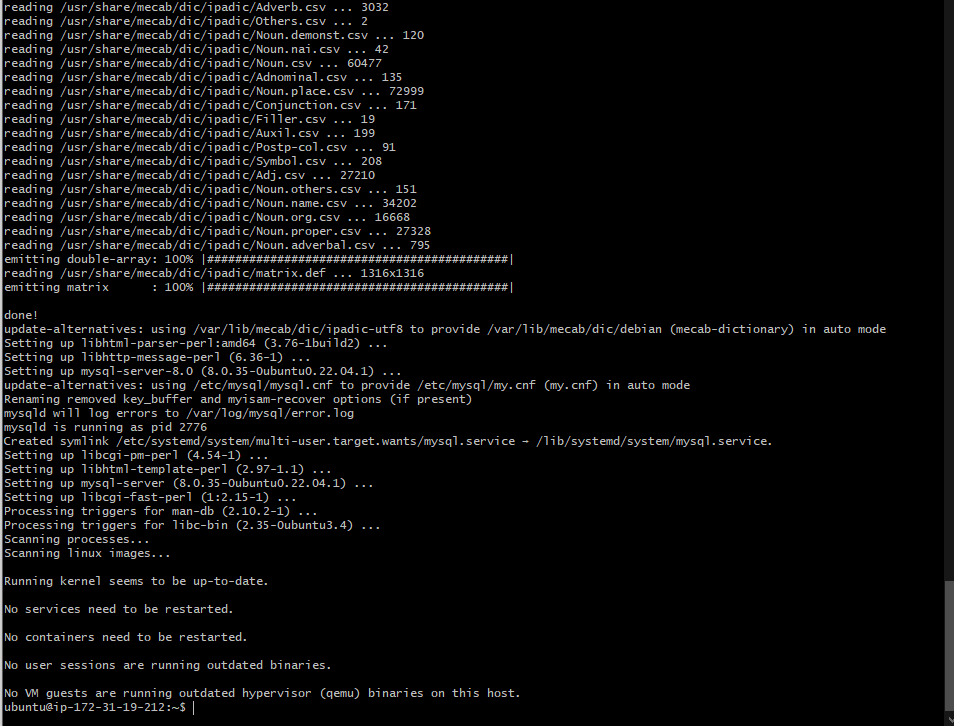 reading /usr/share/mecab/dic/ipadic/Adverb.csv ... 3032
reading /usr/share/mecab/dic/ipadic/Others.csv ... 2
reading /usr/share/mecab/dic/ipadic/Noun.demonst.csv ... 120
reading /usr/share/mecab/dic/ipadic/Noun.nai.csv ... 42
reading /usr/share/mecab/dic/ipadic/Noun.csv ... 60477
reading /usr/share/mecab/dic/ipadic/Adnominal.csv ... 135
reading /usr/share/mecab/dic/ipadic/Noun.place.csv ... 72999
reading /usr/share/mecab/dic/ipadic/Conjunction.csv ... 171
reading /usr/share/mecab/dic/ipadic/Filler.csv ... 19
reading /usr/share/mecab/dic/ipadic/Auxil.csv ... 199
reading /usr/share/mecab/dic/ipadic/Postp-col.csv ... 91
reading /usr/share/mecab/dic/ipadic/Symbol.csv ... 208
reading /usr/share/mecab/dic/ipadic/Adj.csv ... 27210
reading /usr/share/mecab/dic/ipadic/Noun.others.csv ... 151
reading /usr/share/mecab/dic/ipadic/Noun.name.csv ... 34202
reading /usr/share/mecab/dic/ipadic/Noun.org.csv ... 16668
reading /usr/share/mecab/dic/ipadic/Noun.proper.csv ... 27328
reading /usr/share/mecab/dic/ipadic/Noun.adverbal.csv ... 795
emitting double-array: 100% |###########################################|
reading /usr/share/mecab/dic/ipadic/matrix.def ... 1316x1316
emitting matrix      : 100% |###########################################|
done!
update-alternatives: using /var/lib/mecab/dic/ipadic-utf8 to provide /var/lib/mecab/dic/debian (mecab-dictionary) in auto mode
Setting up libhtml-parser-perl:amd64 (3.76-1build2) ...
Setting up libhttp-message-perl (6.36-1) ...
Setting up mysql-server-8.0 (8.0.35-0ubuntu0.22.04.1) ...
update-alternatives: using /etc/mysql/mysql.cnf to provide /etc/mysql/my.cnf (my.cnf) in auto mode
Renaming removed key_buffer and myisam-recover options (if present)
mysqld will log errors to /var/log/mysql/error.log
mysqld is running as pid 2776
Created symlink /etc/systemd/system/multi-user.target.wants/mysql.service → /lib/systemd/system/mysql.service.
Setting up libcgi-pm-perl (4.54-1) ...
Setting up libhtml-template-perl (2.97-1.1) ...
Setting up mysql-server (8.0.35-0ubuntu0.22.04.1) ...
Setting up libcgi-fast-perl (1:2.15-1) ...
Processing triggers for man-db (2.10.2-1) ...
Processing triggers for libc-bin (2.35-0ubuntu3.4) ...
Scanning processes...
Scanning linux images...
Running kernel seems to be up-to-date.
No services need to be restarted.
No containers need to be restarted.
No user sessions are running outdated binaries.
No VM guests are running outdated hypervisor (qemu) binaries on this host.
ubuntu@ip-172-31-19-212:~$